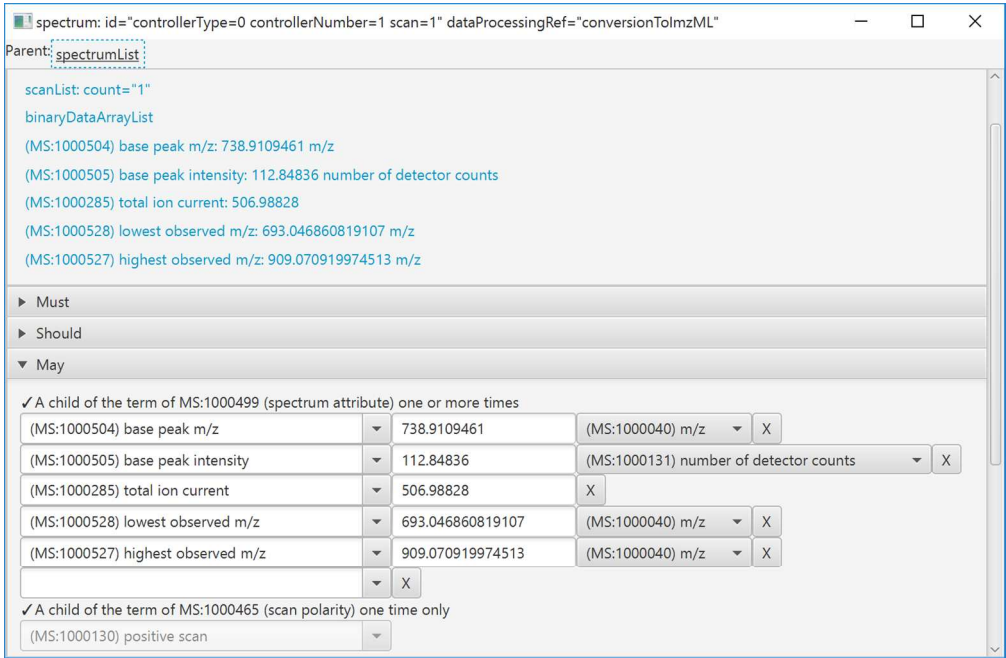 spectrum: id="controllerType=0 controllerNumber=1 scan=1" dataProcessingRef="conversionToImzML"
Parent: spectrumList
scanList: count="1"
binaryDataArrayList
(MS:1000504) base peak m/z: 738.9109461 m/z
(MS:1000505) base peak intensity: 112.84836 number of detector counts
(MS:1000285) total ion current: 506.98828
(MS:1000528) lowest observed m/z: 693.046860819107 m/z
(MS:1000527) highest observed m/z: 909.070919974513 m/z
Must
Should
May
✓A child of the term of MS:1000499 (spectrum attribute) one or more times
(MS:1000504) base peak m/z 738.9109461 (MS:1000040) m/z X
(MS:1000505) base peak intensity 112.84836 (MS:1000131) number of detector counts X
(MS:1000285) total ion current 506.98828 X
(MS:1000528) lowest observed m/z 693.046860819107 (MS:1000040) m/z X
(MS:1000527) highest observed m/z 909.070919974513 (MS:1000040) m/z X
X
✓A child of the term of MS:1000465 (scan polarity) one time only
(MS:1000130) positive scan